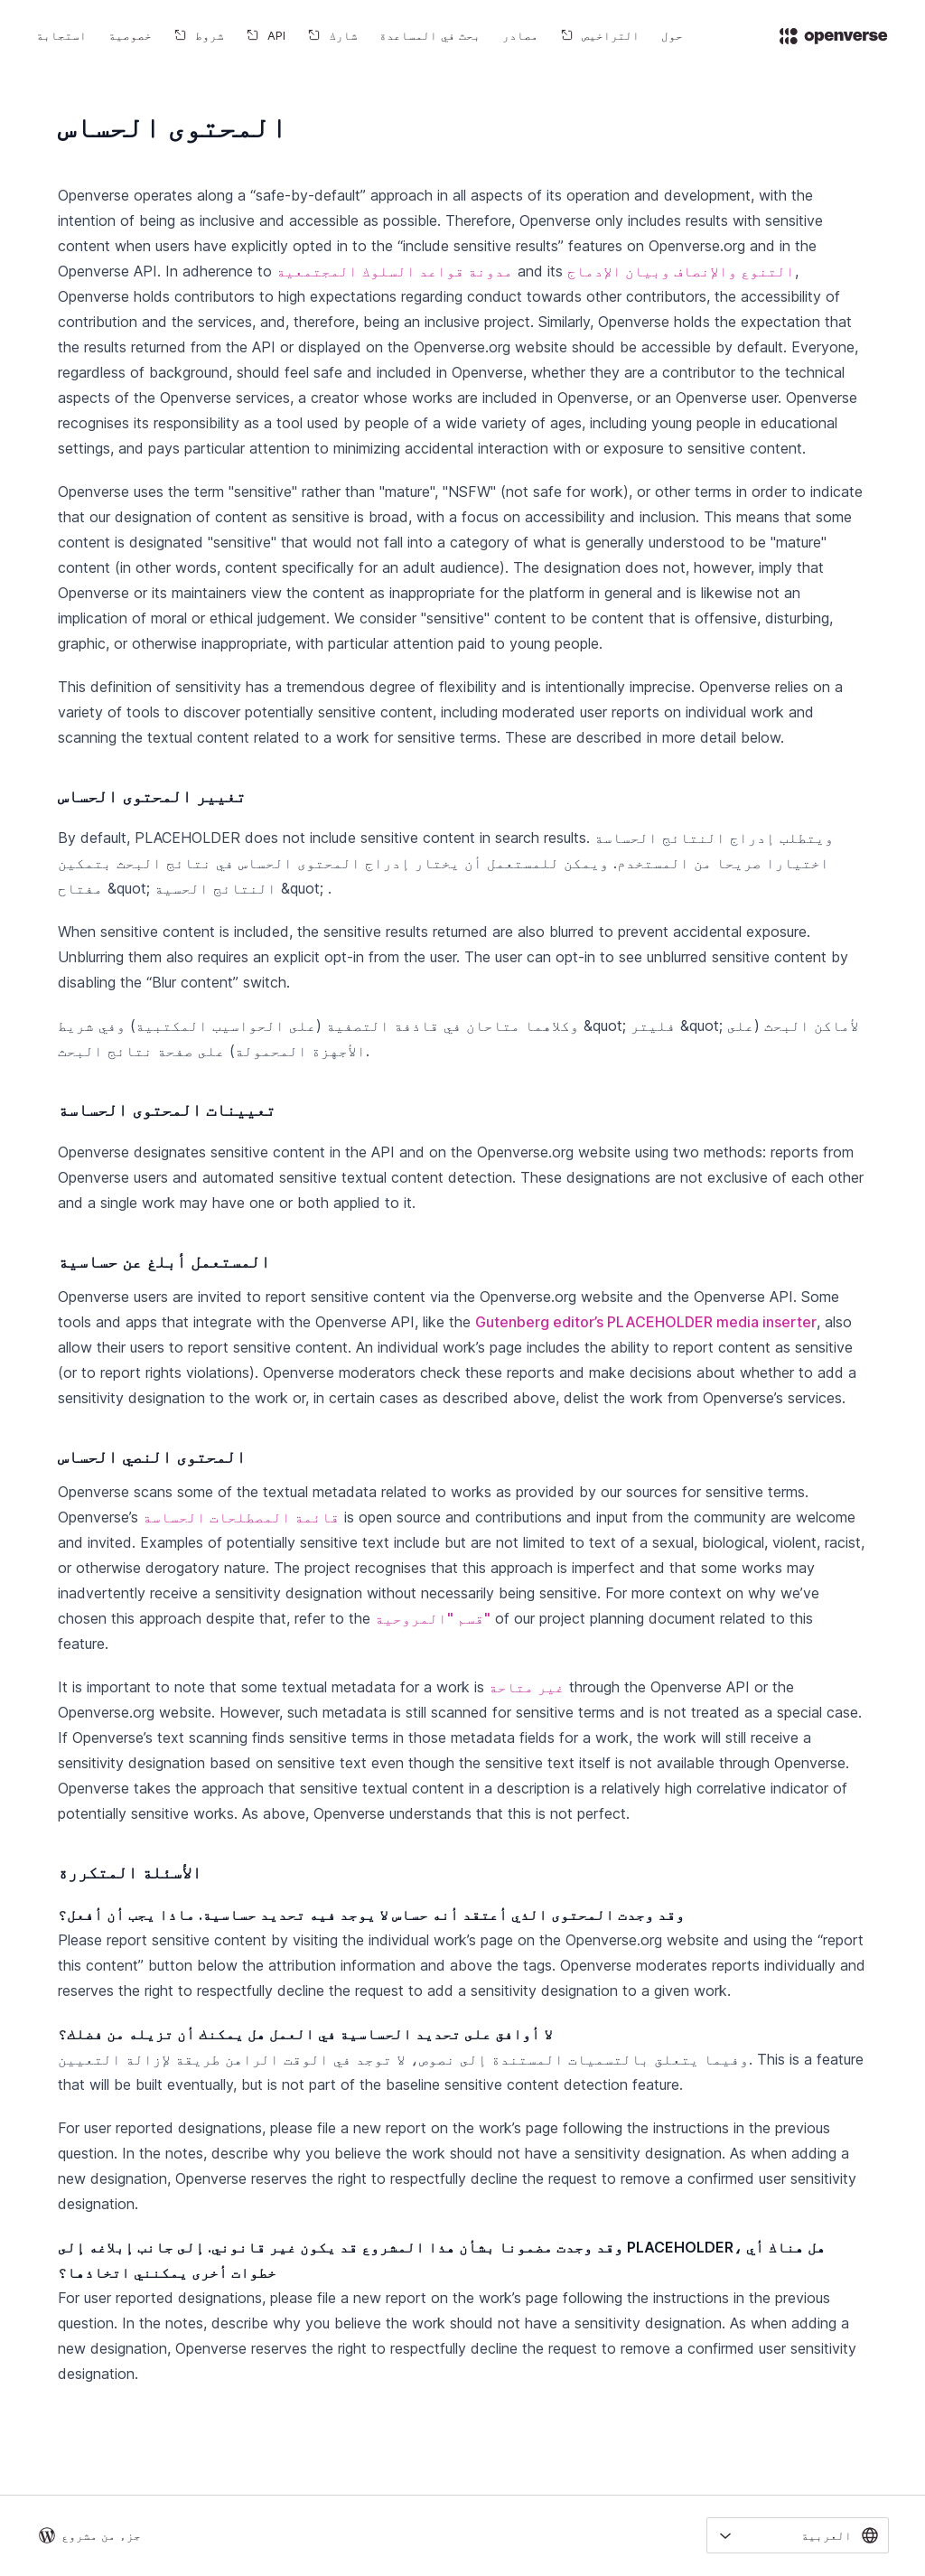 openverse
حول
التراخيص
مصادر
بحث في المساعدة
شارك
API
شروط
خصوصية
استجابة
المحتوى الحساس
Openverse operates along a “safe-by-default” approach in all aspects of its operation and development, with the
intention of being as inclusive and accessible as possible. Therefore, Openverse only includes results with sensitive
content when users have explicitly opted in to the “include sensitive results” features on Openverse.org and in the
Openverse API. In adherence to مدونة قواعد السلوك المجتمعية and its التنوع والإنصاف وبيان الإدماج,
Openverse holds contributors to high expectations regarding conduct towards other contributors, the accessibility of
contribution and the services, and, therefore, being an inclusive project. Similarly, Openverse holds the expectation that
the results returned from the API or displayed on the Openverse.org website should be accessible by default. Everyone,
regardless of background, should feel safe and included in Openverse, whether they are a contributor to the technical
aspects of the Openverse services, a creator whose works are included in Openverse, or an Openverse user. Openverse
recognises its responsibility as a tool used by people of a wide variety of ages, including young people in educational
settings, and pays particular attention to minimizing accidental interaction with or exposure to sensitive content.
Openverse uses the term "sensitive" rather than "mature", "NSFW" (not safe for work), or other terms in order to indicate
that our designation of content as sensitive is broad, with a focus on accessibility and inclusion. This means that some
content is designated "sensitive" that would not fall into a category of what is generally understood to be "mature"
content (in other words, content specifically for an adult audience). The designation does not, however, imply that
Openverse or its maintainers view the content as inappropriate for the platform in general and is likewise not an
implication of moral or ethical judgement. We consider "sensitive" content to be content that is offensive, disturbing,
graphic, or otherwise inappropriate, with particular attention paid to young people.
This definition of sensitivity has a tremendous degree of flexibility and is intentionally imprecise. Openverse relies on a
variety of tools to discover potentially sensitive content, including moderated user reports on individual work and
scanning the textual content related to a work for sensitive terms. These are described in more detail below.
تغيير المحتوى الحساس
By default, PLACEHOLDER does not include sensitive content in search results. ويتطلب إدراج النتائج الحساسة
اختيارا صريحا من المستخدم. ويمكن للمستعمل أن يختار إدراج المحتوى الحساس في نتائج البحث بتمكين
مفتاح &quot; النتائج الحسية &quot; .
When sensitive content is included, the sensitive results returned are also blurred to prevent accidental exposure.
Unblurring them also requires an explicit opt-in from the user. The user can opt-in to see unblurred sensitive content by
disabling the “Blur content” switch.
وكلاهما متاحان في قاذفة التصفية (على الحواسيب المكتبية) وفي شريط &quot; فليتر &quot; لأماكن البحث (على
الأجهزة المحمولة) على صفحة نتائج البحث.
تعيينات المحتوى الحساسة
Openverse designates sensitive content in the API and on the Openverse.org website using two methods: reports from
Openverse users and automated sensitive textual content detection. These designations are not exclusive of each other
and a single work may have one or both applied to it.
المستعمل أبلغ عن حساسية
Openverse users are invited to report sensitive content via the Openverse.org website and the Openverse API. Some
tools and apps that integrate with the Openverse API, like the Gutenberg editor’s PLACEHOLDER media inserter, also
allow their users to report sensitive content. An individual work’s page includes the ability to report content as sensitive
(or to report rights violations). Openverse moderators check these reports and make decisions about whether to add a
sensitivity designation to the work or, in certain cases as described above, delist the work from Openverse’s services.
المحتوى النصي الحساس
Openverse scans some of the textual metadata related to works as provided by our sources for sensitive terms.
Openverse’s قائمة المصطلحات الحساسة is open source and contributions and input from the community are welcome
and invited. Examples of potentially sensitive text include but are not limited to text of a sexual, biological, violent, racist,
or otherwise derogatory nature. The project recognises that this approach is imperfect and that some works may
inadvertently receive a sensitivity designation without necessarily being sensitive. For more context on why we’ve
chosen this approach despite that, refer to the قسم "المروحية" of our project planning document related to this
feature.
It is important to note that some textual metadata for a work is غير متاحة through the Openverse API or the
Openverse.org website. However, such metadata is still scanned for sensitive terms and is not treated as a special case.
If Openverse’s text scanning finds sensitive terms in those metadata fields for a work, the work will still receive a
sensitivity designation based on sensitive text even though the sensitive text itself is not available through Openverse.
Openverse takes the approach that sensitive textual content in a description is a relatively high correlative indicator of
potentially sensitive works. As above, Openverse understands that this is not perfect.
الأسئلة المتكررة
وقد وجدت المحتوى الذي أعتقد أنه حساس لا يوجد فيه تحديد حساسية. ماذا يجب أن أفعل؟
Please report sensitive content by visiting the individual work’s page on the Openverse.org website and using the “report
this content” button below the attribution information and above the tags. Openverse moderates reports individually and
reserves the right to respectfully decline the request to add a sensitivity designation to a given work.
لا أوافق على تحديد الحساسية في العمل هل يمكنك أن تزيله من فضلك؟
وفيما يتعلق بالتسميات المستندة إلى نصوص، لا توجد في الوقت الراهن طريقة لإزالة التعيين. This is a feature
that will be built eventually, but is not part of the baseline sensitive content detection feature.
For user reported designations, please file a new report on the work’s page following the instructions in the previous
question. In the notes, describe why you believe the work should not have a sensitivity designation. As when adding a
new designation, Openverse reserves the right to respectfully decline the request to remove a confirmed user sensitivity
designation.
وقد وجدت مضمونا بشأن هذا المشروع قد يكون غير قانوني. إلى جانب إبلاغه إلى PLACEHOLDER، هل هناك أي
خطوات أخرى يمكنني اتخاذها؟
For user reported designations, please file a new report on the work’s page following the instructions in the previous
question. In the notes, describe why you believe the work should not have a sensitivity designation. As when adding a
new designation, Openverse reserves the right to respectfully decline the request to remove a confirmed user sensitivity
designation.
العربية
جزء من مشروع